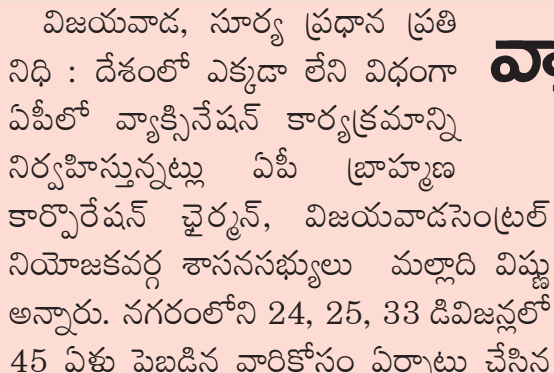 విజయవాడ, సూర్య ప్రధాన ప్రతి
నిధి : దేశంలో ఎక్కడా లేని విధంగా
ఏపీలో వ్యాక్సినేషన్ కార్యక్రమాన్ని
నిర్వహిస్తున్నట్లు ఏపీ బ్రాహ్మణ
కార్పొరేషన్ ఛైర్మన్, విజయవాడసెంట్రల్
నియోజకవర్గ శాసనసభ్యులు మల్లాది విష్ణు
అన్నారు. నగరంలోని 24, 25, 33 డివిజన్లలో
45 ఏళ్లు పైబడిన వారికోసం ఏర్పాటు చేసిన